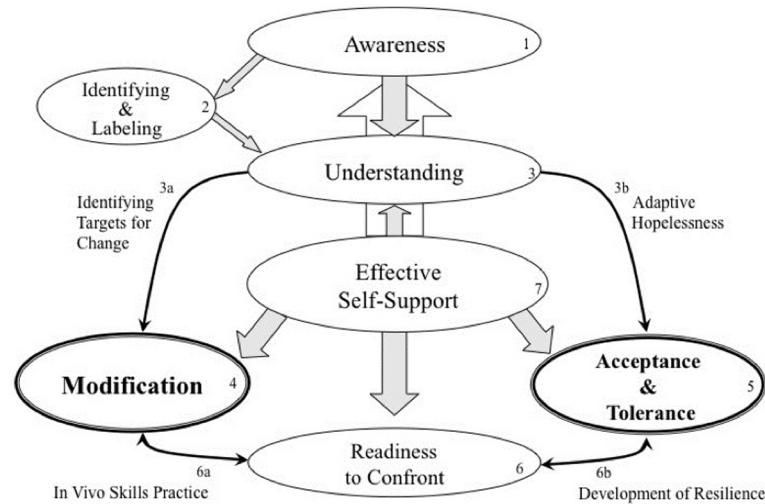 Awareness 1
Identifying
&
Labeling
2
Understanding 3
3a
Identifying
Targets for
Change
3b
Adaptive
Hopelessness
Effective
Self-Support
7
Modification 4
Acceptance
&
Tolerance
5
Readiness
to Confront
6
6a
In Vivo Skills Practice
6b
Development of Resilience